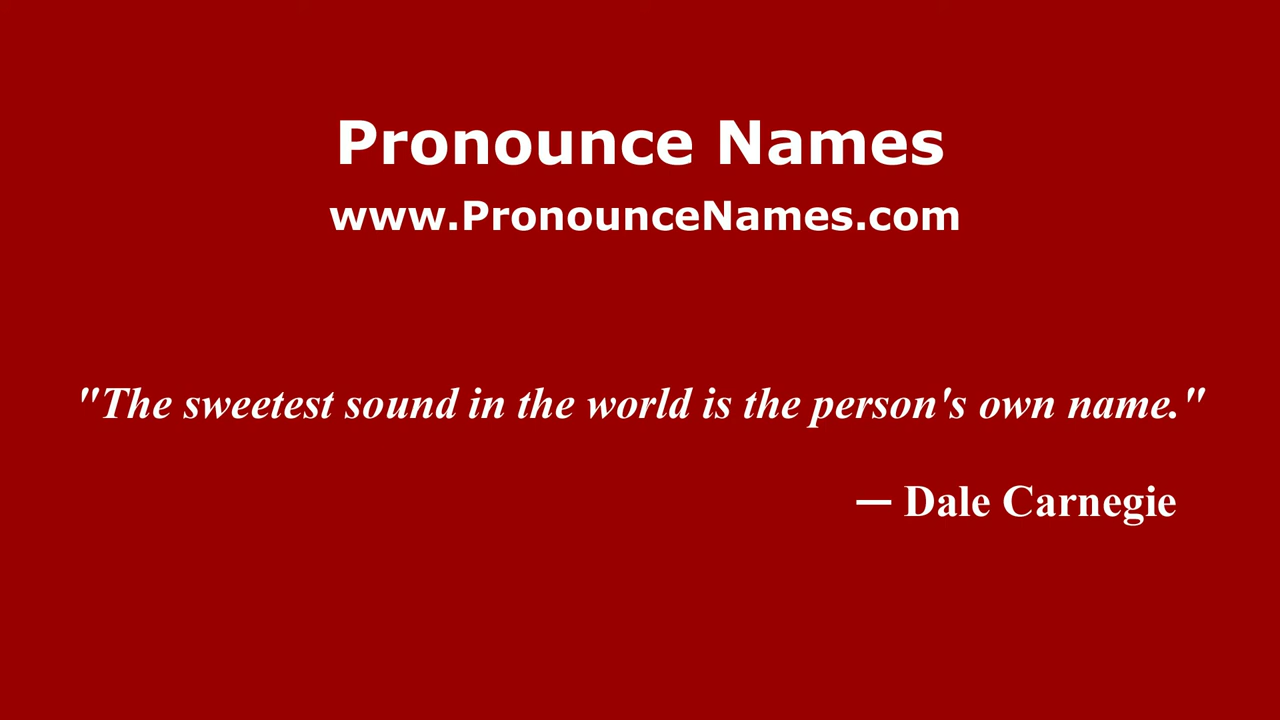 Pronounce Names
www.PronounceNames.com
"The sweetest sound in the world is the person's own name."
— Dale Carnegie